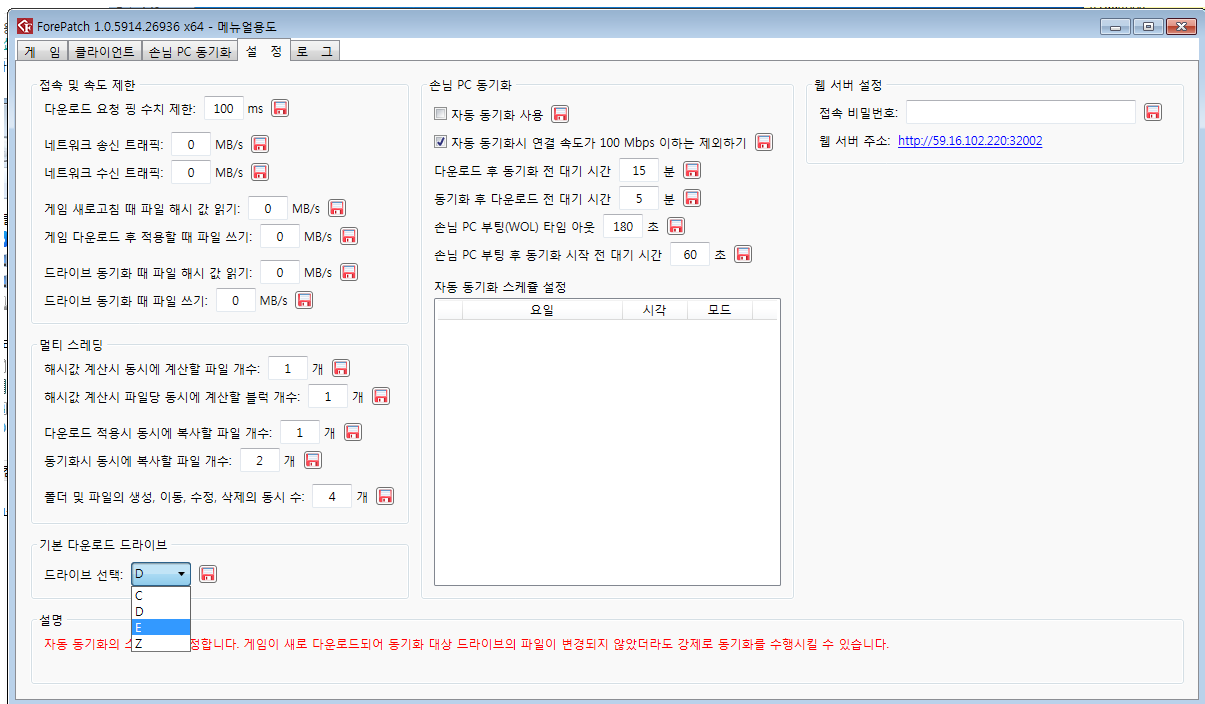 ForePatch 1.0.5914.26936 x64 - 메뉴얼용도
게 임 클라이언트 손님 PC 동기화 설 정 로 그
접속 및 속도 제한
다운로드 요청 핑 수치 제한: 100 ms
네트워크 송신 트래픽: 0 MB/s
네트워크 수신 트래픽: 0 MB/s
게임 새로고침 때 파일 해시 값 읽기: 0 MB/s
게임 다운로드 후 적용할 때 파일 쓰기: 0 MB/s
드라이브 동기화 때 파일 해시 값 읽기: 0 MB/s
드라이브 동기화 때 파일 쓰기: 0 MB/s
멀티 스레딩
해시값 계산시 동시에 계산할 파일 개수: 1 개
해시값 계산시 파일당 동시에 계산할 블럭 개수: 1 개
다운로드 적용시 동시에 복사할 파일 개수: 1 개
동기화시 동시에 복사할 파일 개수: 2 개
폴더 및 파일의 생성, 이동, 수정, 삭제의 동시 수: 4 개
기본 다운로드 드라이브
드라이브 선택: D
C
D
E
Z
손님 PC 동기화
자동 동기화 사용
자동 동기화시 연결 속도가 100 Mbps 이하는 제외하기
다운로드 후 동기화 전 대기 시간 15 분
동기화 후 다운로드 전 대기 시간 5 분
손님 PC 부팅(WOL) 타임 아웃 180 초
손님 PC 부팅 후 동기화 시작 전 대기 시간 60 초
자동 동기화 스케쥴 설정
요일 시각 모드
웹 서버 설정
접속 비밀번호:
웹 서버 주소: http://59.16.102.220:32002
설명
자동 동기화의 정합니다. 게임이 새로 다운로드되어 동기화 대상 드라이브의 파일이 변경되지 않았더라도 강제로 동기화를 수행시킬 수 있습니다.